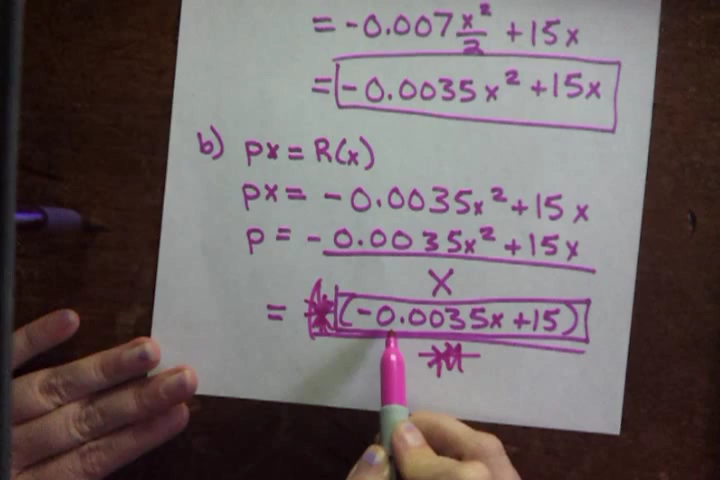 = -0.007 x²/2 + 15x
= -0.0035x² + 15x
b) px = R(x)
px = -0.0035x² + 15x
p = -0.0035x² + 15x
x
= (-0.0035x + 15)